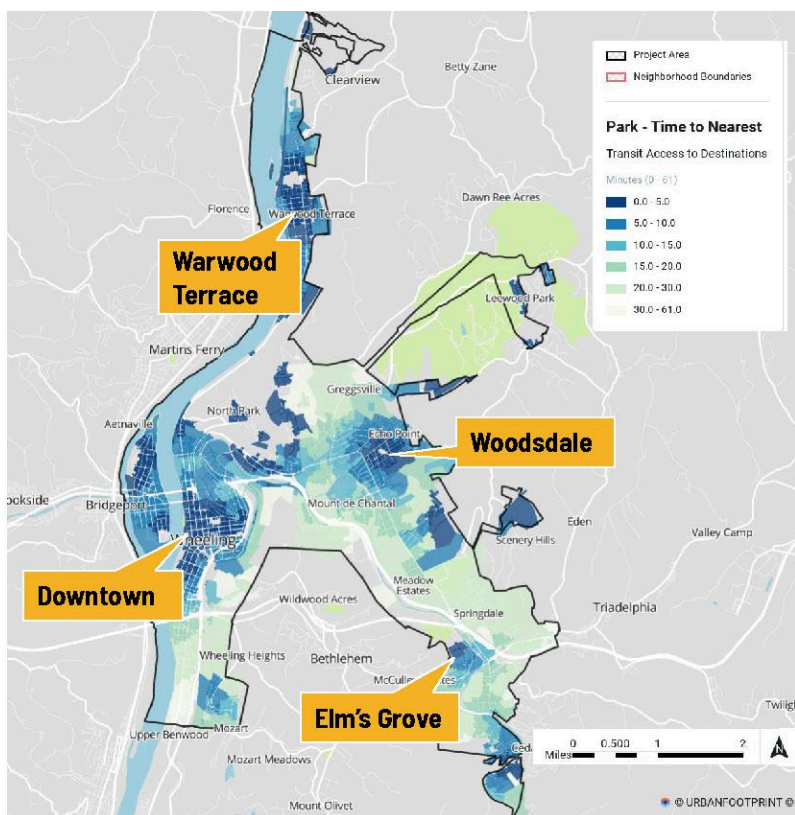 Clearview
Betty Zane
Project Area
Neighborhood Boundaries
Park - Time to Nearest
Transit Access to Destinations
Minutes (0 - 61)
0.0 - 5.0
5.0 - 10.0
10.0 - 15.0
15.0 - 20.0
20.0 - 30.0
30.0 - 61.0
Dawn Ree Acres
Florence
Warwood Terrace
Warwood
Terrace
Leewood Park
Martins Ferry
Greggsville
North Park
Aetnaville
Echo Point
Woodsdale
ookside
Bridgeport
Mount de Chantal
Wheeling
Eden
Scenery Hills
Valley Camp
Downtown
Meadow
Estates
Wildwood Acres
Springdale
Triadelphia
Wheeling Heights
Bethlehem
Elm's Grove
Twilig
Mozart
Upper Benwood
Mozart Meadows
Mount Olivet
Ced
0 0.500 1 2
Miles
N
© URBANFOOTPRINT ©